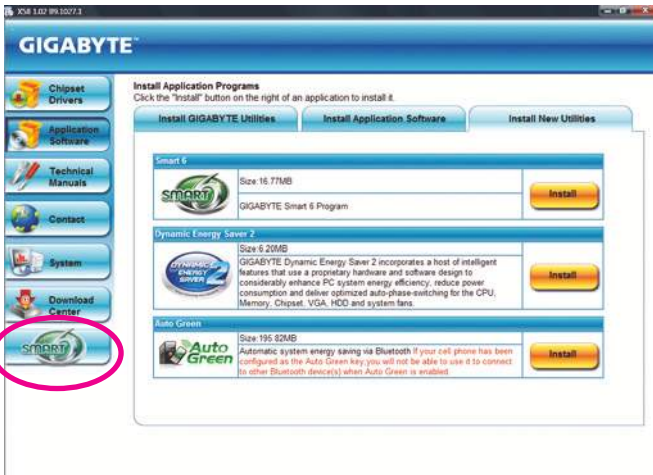 X58 1.02 B9.1027.1
GIGABYTE™
Chipset
Drivers
Application
Software
Technical
Manuals
Contact
System
Download
Center
SMART
Install Application Programs
Click the "Install" button on the right of an application to install it.
Install GIGABYTE Utilities
Install Application Software
Install New Utilities
Smart 6
SMART
Size:16.77MB
GIGABYTE Smart 6 Program
Install
Dynamic Energy Saver 2
DYNAMIC
ENERGY
SAVER 2
Size:6.20MB
GIGABYTE Dynamic Energy Saver 2 incorporates a host of intelligent
features that use a proprietary hardware and software design to
considerably enhance PC system energy efficiency, reduce power
consumption and deliver optimized auto-phase-switching for the CPU,
Memory, Chipset, VGA, HDD and system fans.
Install
Auto Green
Auto
Green
Size:195.82MB
Automatic system energy saving via Bluetooth If your cell phone has been
configured as the Auto Green key,you will not be able to use it to connect
to other Bluetooth device(s) when Auto Green is enabled.
Install